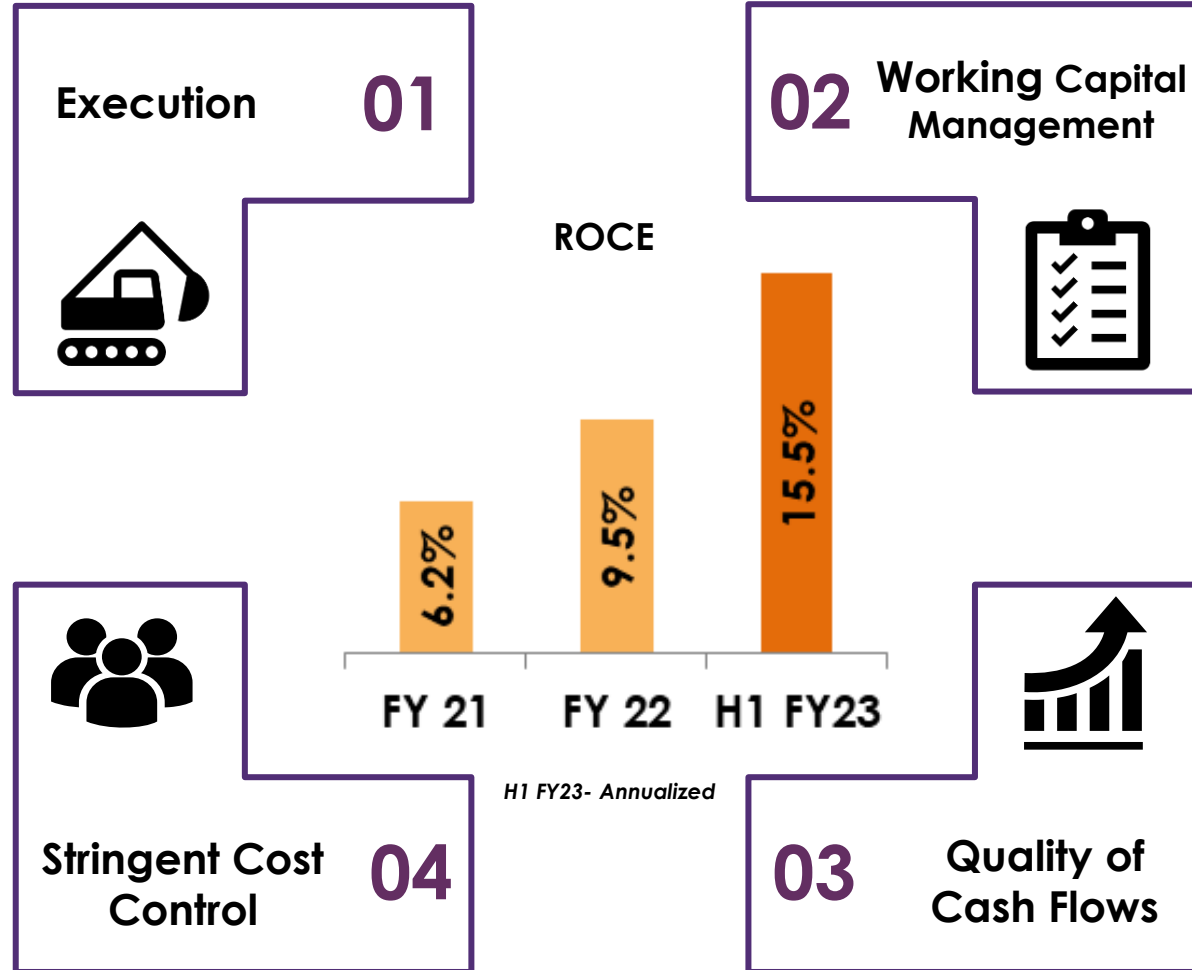 Execution
01
02
Working Capital
Management
ROCE
6.2%
9.5%
15.5%
FY 21
FY 22
H1 FY23
H1 FY23- Annualized
Stringent Cost
Control
04
03
Quality of
Cash Flows